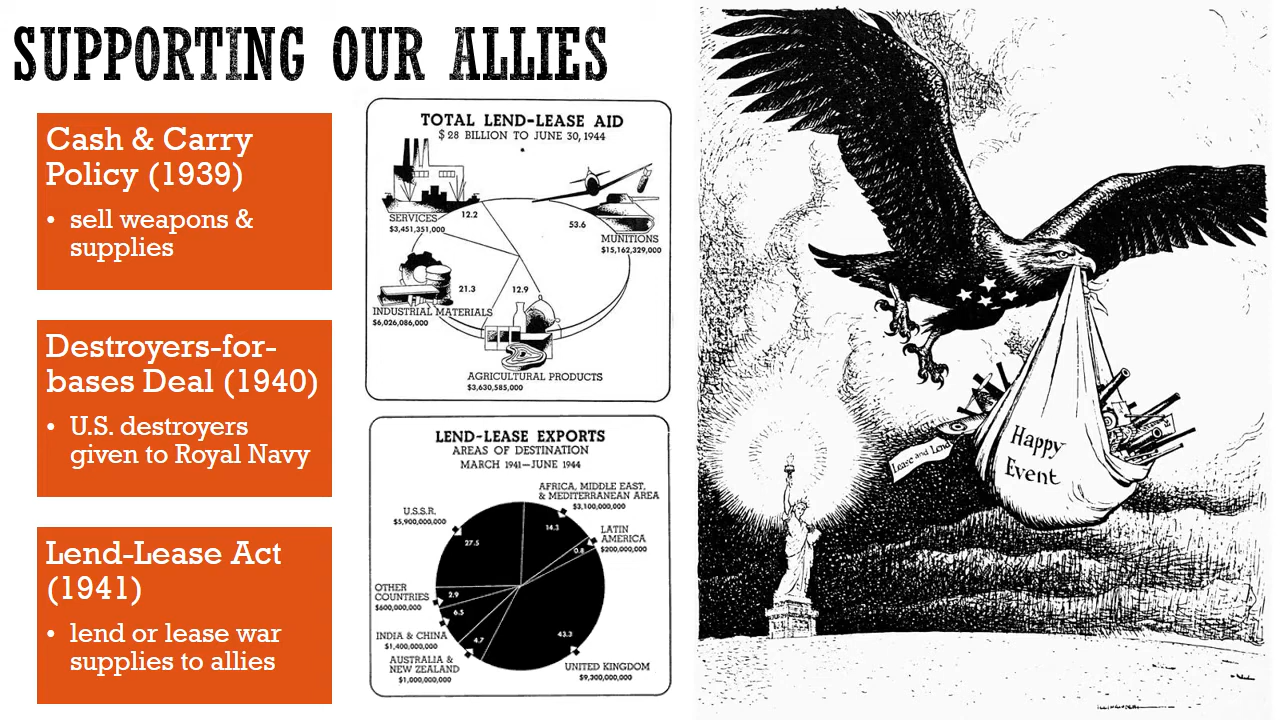 SUPPORTING OUR ALLIES
Cash & Carry
Policy (1939)
• sell weapons &
supplies
Destroyers-for-
bases Deal (1940)
• U.S. destroyers
given to Royal Navy
Lend-Lease Act
(1941)
• lend or lease war
supplies to allies
TOTAL LEND-LEASE AID
$28 BILLION TO JUNE 30, 1944
SERVICES
$3,451,351,000
12.2
53.6
MUNITIONS
$15,162,329,000
21.3
INDUSTRIAL MATERIALS
$6,026,086,000
12.9
AGRICULTURAL PRODUCTS
$3,630,585,000
LEND-LEASE EXPORTS
AREAS OF DESTINATION
MARCH 1941—JUNE 1944
AFRICA, MIDDLE EAST,
& MEDITERRANEAN AREA
$3,100,000,000
14.3
U.S.S.R.
$5,900,000,000
27.5
LATIN
AMERICA
$200,000,000
0.8
OTHER
COUNTRIES
$600,000,000
2.9
6.5
INDIA & CHINA
$1,400,000,000
4.7
AUSTRALIA &
NEW ZEALAND
$1,000,000,000
43.3
UNITED KINGDOM
$9,300,000,000
Lease and Lend
Happy
Event